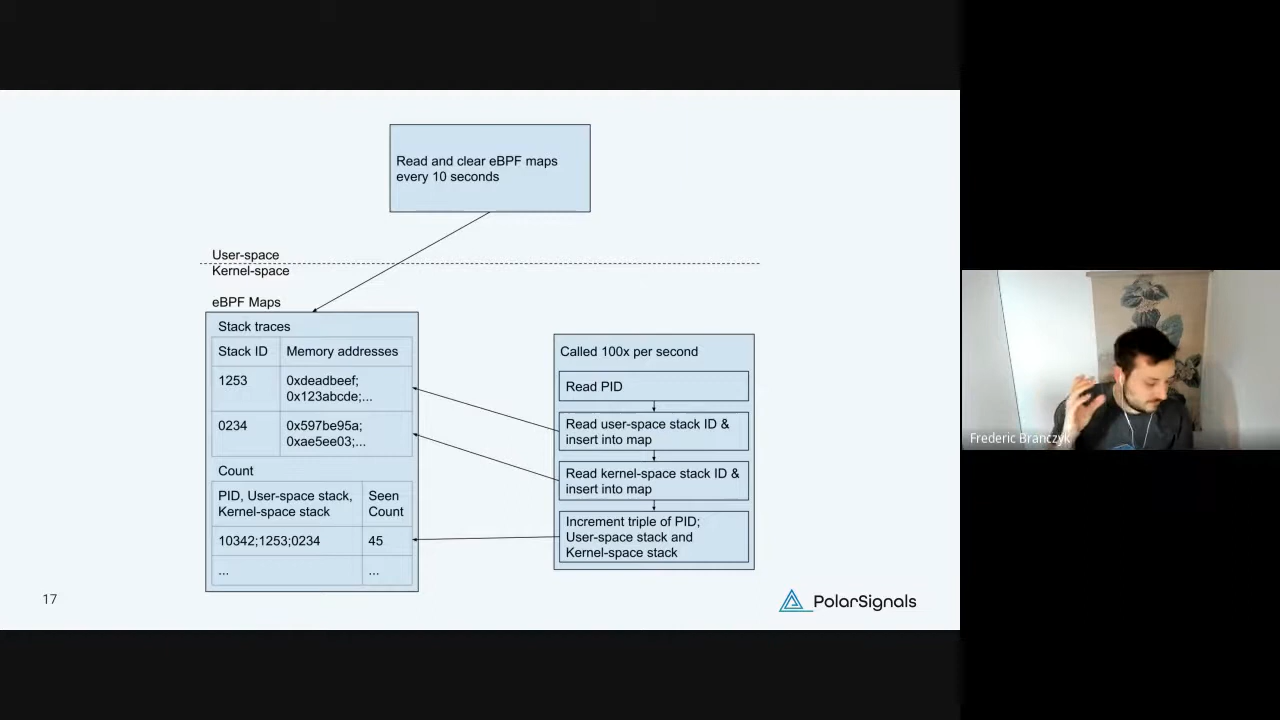 Read and clear eBPF maps
every 10 seconds
User-space
Kernel-space
eBPF Maps
Stack traces
Stack ID
Memory addresses
1253
0xdeadbeef;
0x123abcde;...
0234
0x597be95a;
0xae5ee03;...
Count
PID, User-space stack,
Kernel-space stack
Seen
Count
10342;1253;0234
45
...
...
Called 100x per second
Read PID
Read user-space stack ID &
insert into map
Read kernel-space stack ID &
insert into map
Increment triple of PID;
User-space stack and
Kernel-space stack
17
PolarSignals
Frederic Branczyk